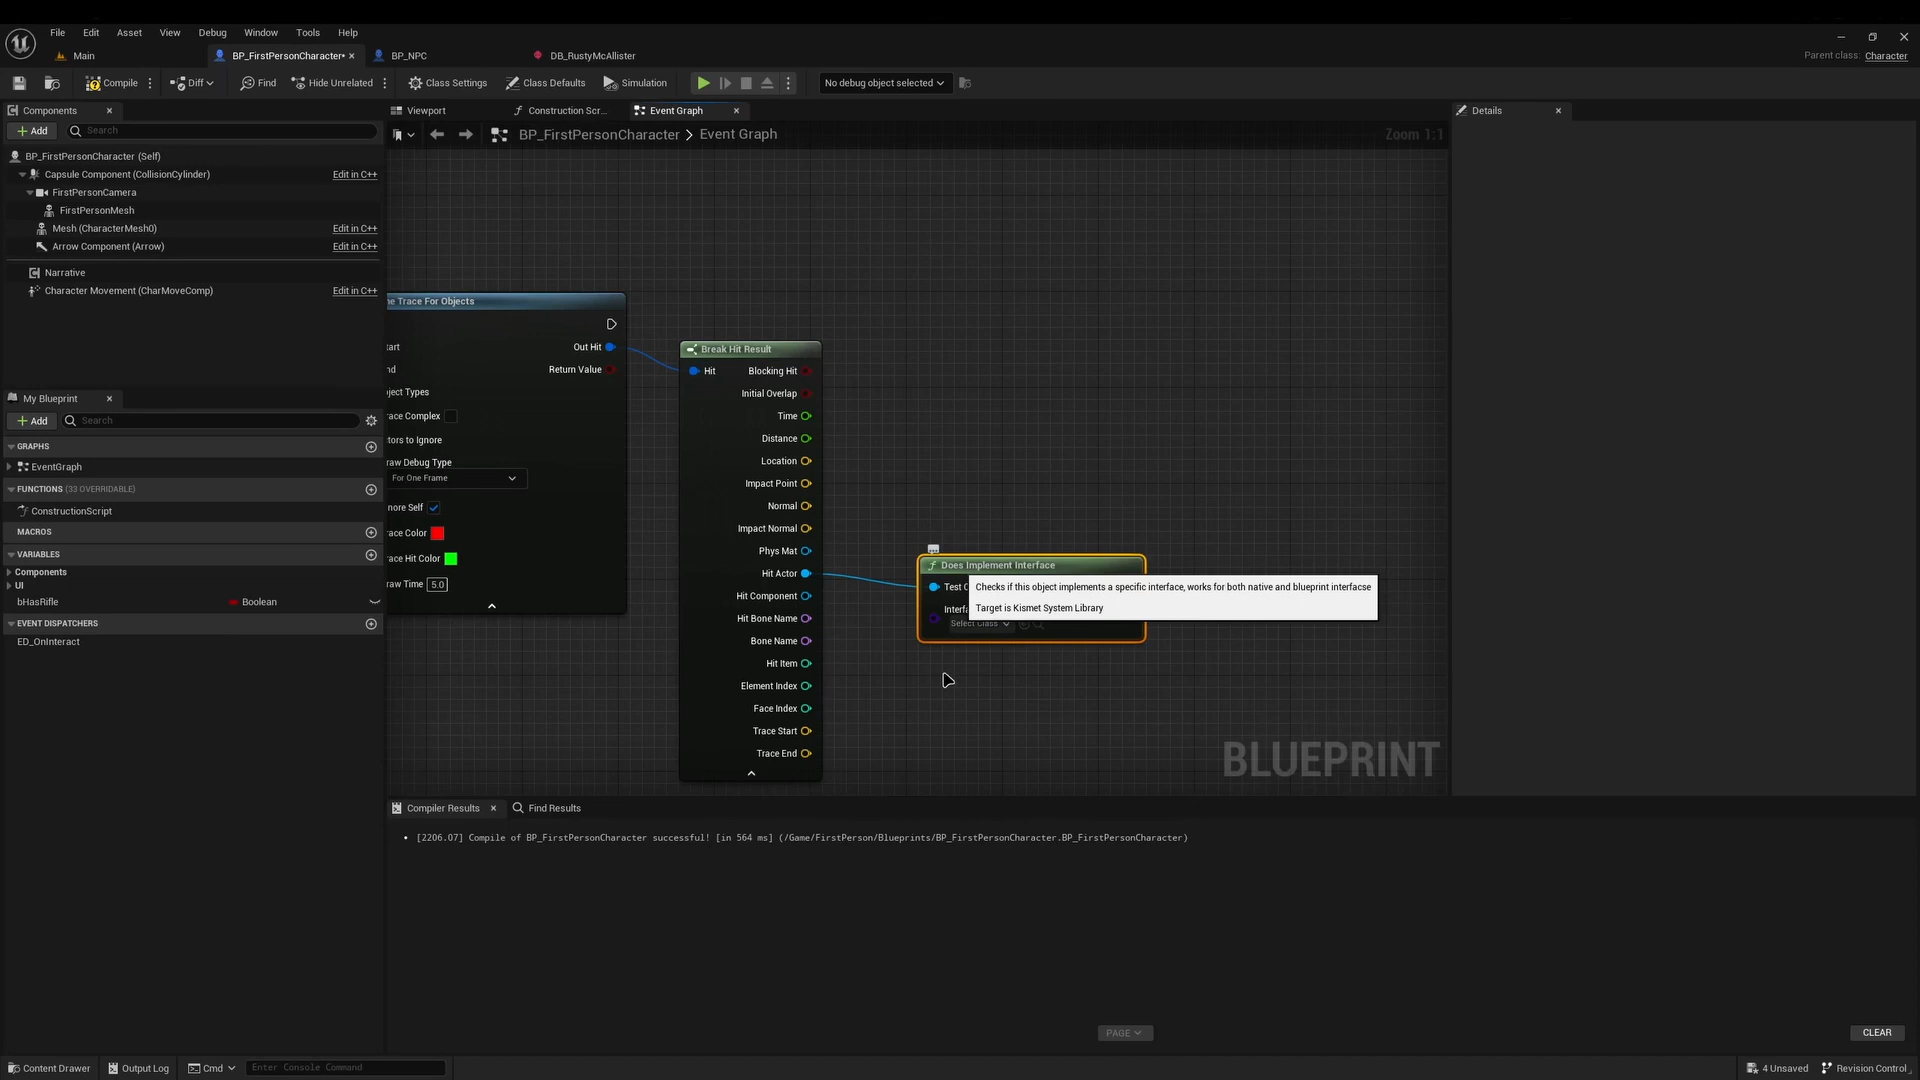 File Edit Asset View Debug Window Tools Help
Main BP_FirstPersonCharacter• BP_NPC DB_RustyMcAllister Parent class: Character
Compile Diff Find Hide Unrelated Class Settings Class Defaults Simulation No debug object selected
Components
Add Search
BP_FirstPersonCharacter (Self)
Capsule Component (CollisionCylinder) Edit in C++
FirstPersonCamera
FirstPersonMesh
Mesh (CharacterMesh0) Edit in C++
Arrow Component (Arrow) Edit in C++
Narrative
Character Movement (CharMoveComp) Edit in C++
My Blueprint
Add Search
GRAPHS
EventGraph
FUNCTIONS (33 OVERRIDABLE)
ConstructionScript
MACROS
VARIABLES
Components
UI
bHasRifle Boolean
EVENT DISPATCHERS
ED_OnInteract
Viewport Construction Scr... Event Graph
BP_FirstPersonCharacter > Event Graph Zoom 1:1
ne Trace For Objects
art Out Hit
nd Return Value
ject Types
race Complex
tors to Ignore
raw Debug Type
For One Frame
nore Self
race Color
race Hit Color
raw Time 5.0
Break Hit Result
Hit Blocking Hit
Initial Overlap
Time
Distance
Location
Impact Point
Normal
Impact Normal
Phys Mat
Hit Actor
Hit Component
Hit Bone Name
Bone Name
Hit Item
Element Index
Face Index
Trace Start
Trace End
Does Implement Interface
Test
Interfa
Select Class
Checks if this object implements a specific interface, works for both native and blueprint interfacse
Target is Kismet System Library
BLUEPRINT
Details
Compiler Results Find Results
• [2206.07] Compile of BP_FirstPersonCharacter successful! [in 564 ms] (/Game/FirstPerson/Blueprints/BP_FirstPersonCharacter.BP_FirstPersonCharacter)
PAGE CLEAR
Content Drawer Output Log Cmd Enter Console Command 4 Unsaved Revision Control